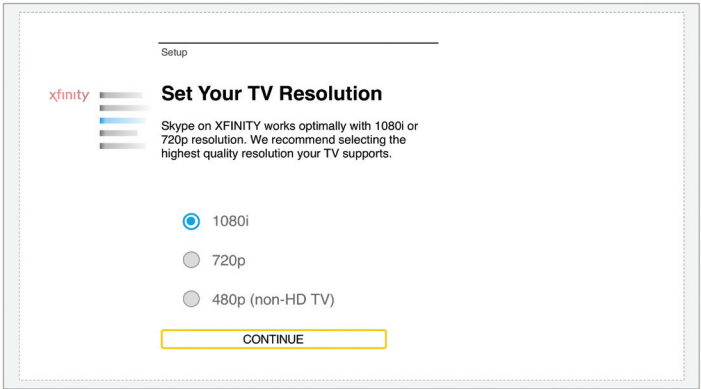 Setup
xfinity
Set Your TV Resolution
Skype on XFINITY works optimally with 1080i or
720p resolution. We recommend selecting the
highest quality resolution your TV supports.
1080i
720p
480p (non-HD TV)
CONTINUE